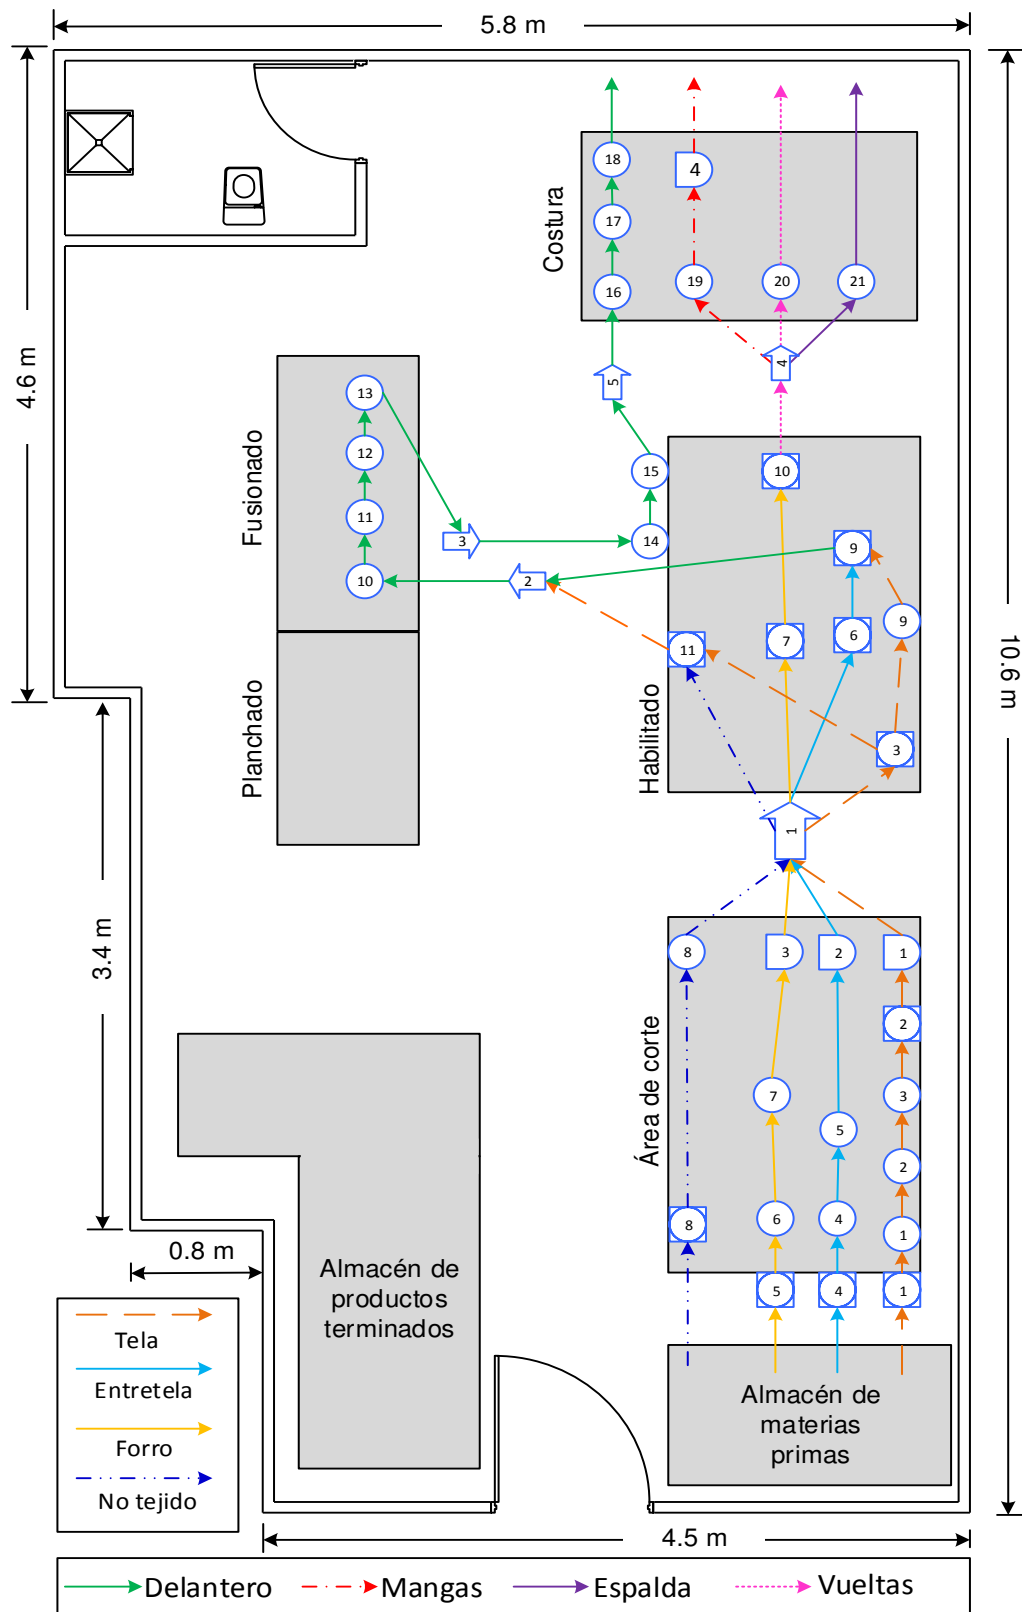 5.8 m
18
4
17
Costura
16
19
20
21
4
4.6 m
5
13
12
15
10
Fusionado
11
3
14
9
10
2
9
7
6
11
10.6 m
Planchado
Habilitado
3
1
8
3
2
1
3.4 m
2
Área de corte
7
3
5
2
8
6
4
1
0.8 m
Almacén de
productos
terminados
5
4
1
Tela
Entretela
Forro
No tejido
Almacén de
materias
primas
4.5 m
Delantero
Mangas
Espalda
Vueltas